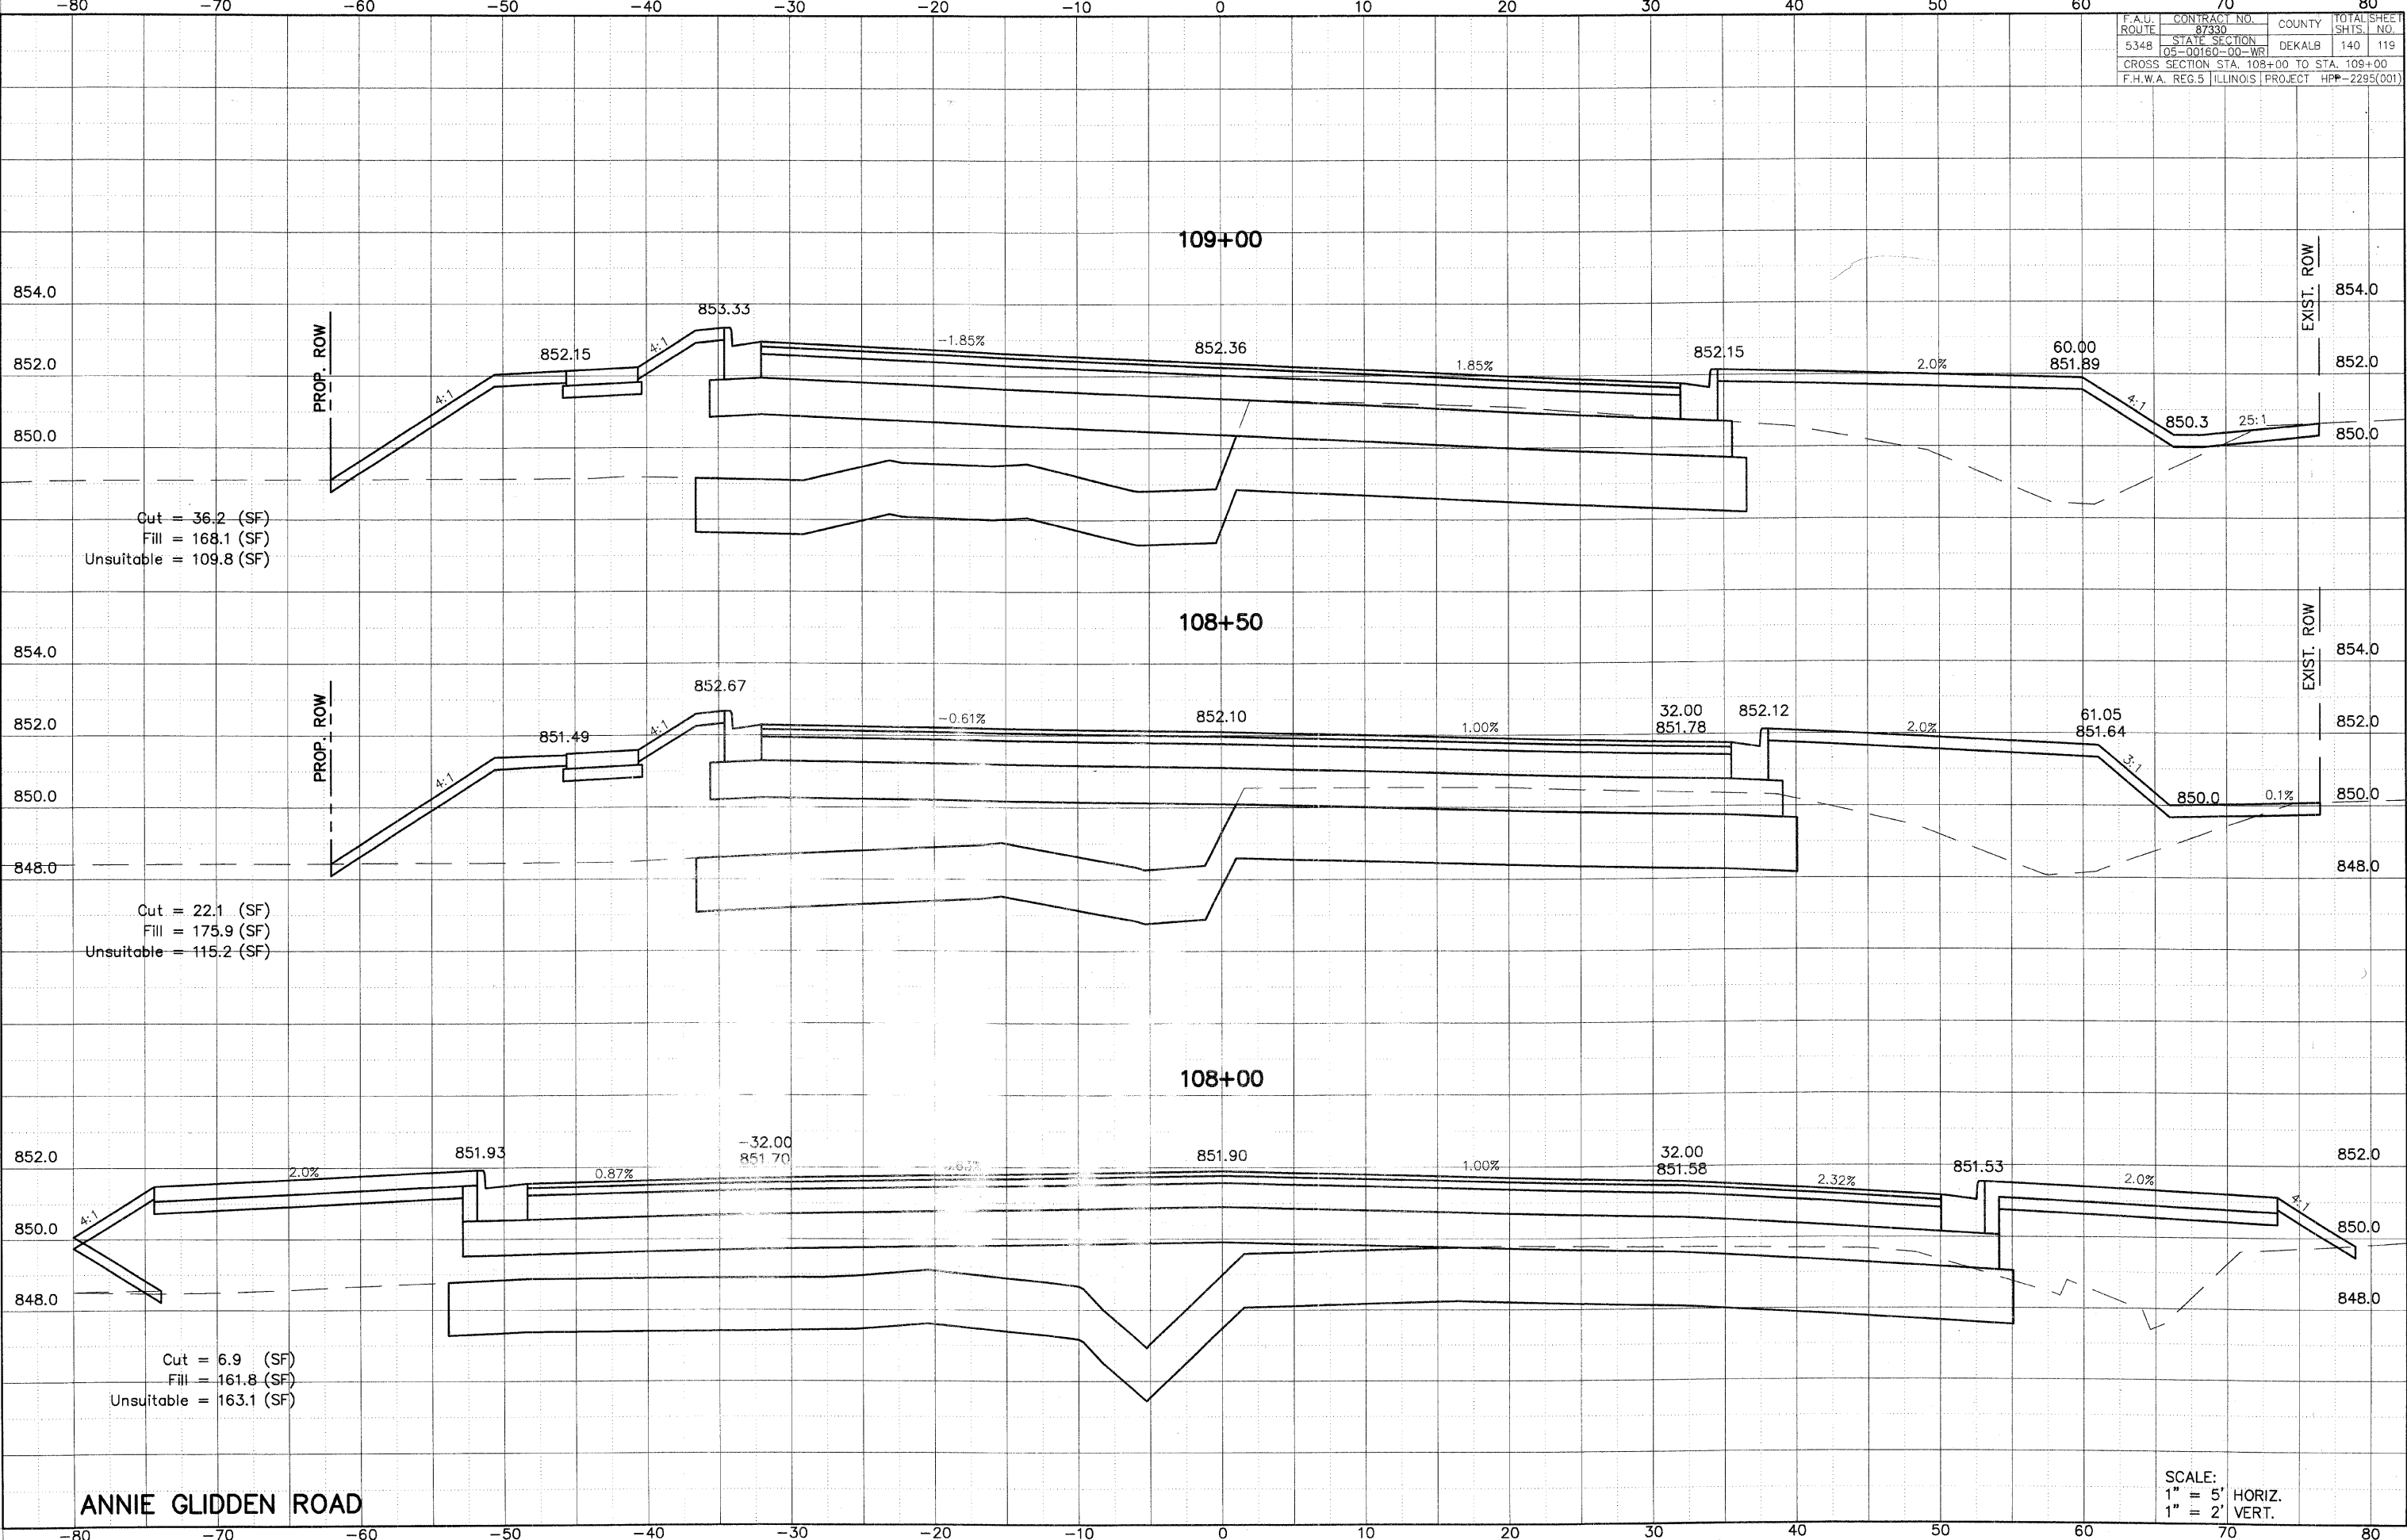 -80 -70 -60 -50 -40 -30 -20 -10 0 10 20 30 40 50 60 70 80
F.A.U. ROUTE CONTRACT NO. COUNTY TOTAL SHTS. SHEET NO.
87330
5348 STATE SECTION DEKALB 140 119
05-00160-00-WR
CROSS SECTION STA. 108+00 TO STA. 109+00
F.H.W.A. REG.5 ILLINOIS PROJECT HPP-2295(001)
109+00
EXIST. ROW
854.0 854.0
853.33
PROP. ROW
852.15 4:1 -1.85% 852.36 1.85% 852.15 2.0% 60.00
851.89
852.0 852.0
4:1 4:1
850.3 25:1
850.0 850.0
Cut = 36.2 (SF)
Fill = 168.1 (SF)
Unsuitable = 109.8 (SF)
108+50
EXIST. ROW
854.0 854.0
852.67
PROP. ROW
851.49 4:1 -0.61% 852.10 1.00% 32.00 852.12 2.0% 61.05
851.78 851.64
852.0 852.0
4:1 3:1
850.0 0.1%
850.0 850.0
848.0 848.0
Cut = 22.1 (SF)
Fill = 175.9 (SF)
Unsuitable = 115.2 (SF)
108+00
-32.00 32.00
851.93 851.70 851.90 851.58 851.53
852.0 852.0
2.0% 0.87% 1.00% 2.32% 2.0%
4:1 4:1
850.0 850.0
848.0 848.0
Cut = 6.9 (SF)
Fill = 161.8 (SF)
Unsuitable = 163.1 (SF)
ANNIE GLIDDEN ROAD
SCALE:
1" = 5' HORIZ.
1" = 2' VERT.
-80 -70 -60 -50 -40 -30 -20 -10 0 10 20 30 40 50 60 70 80